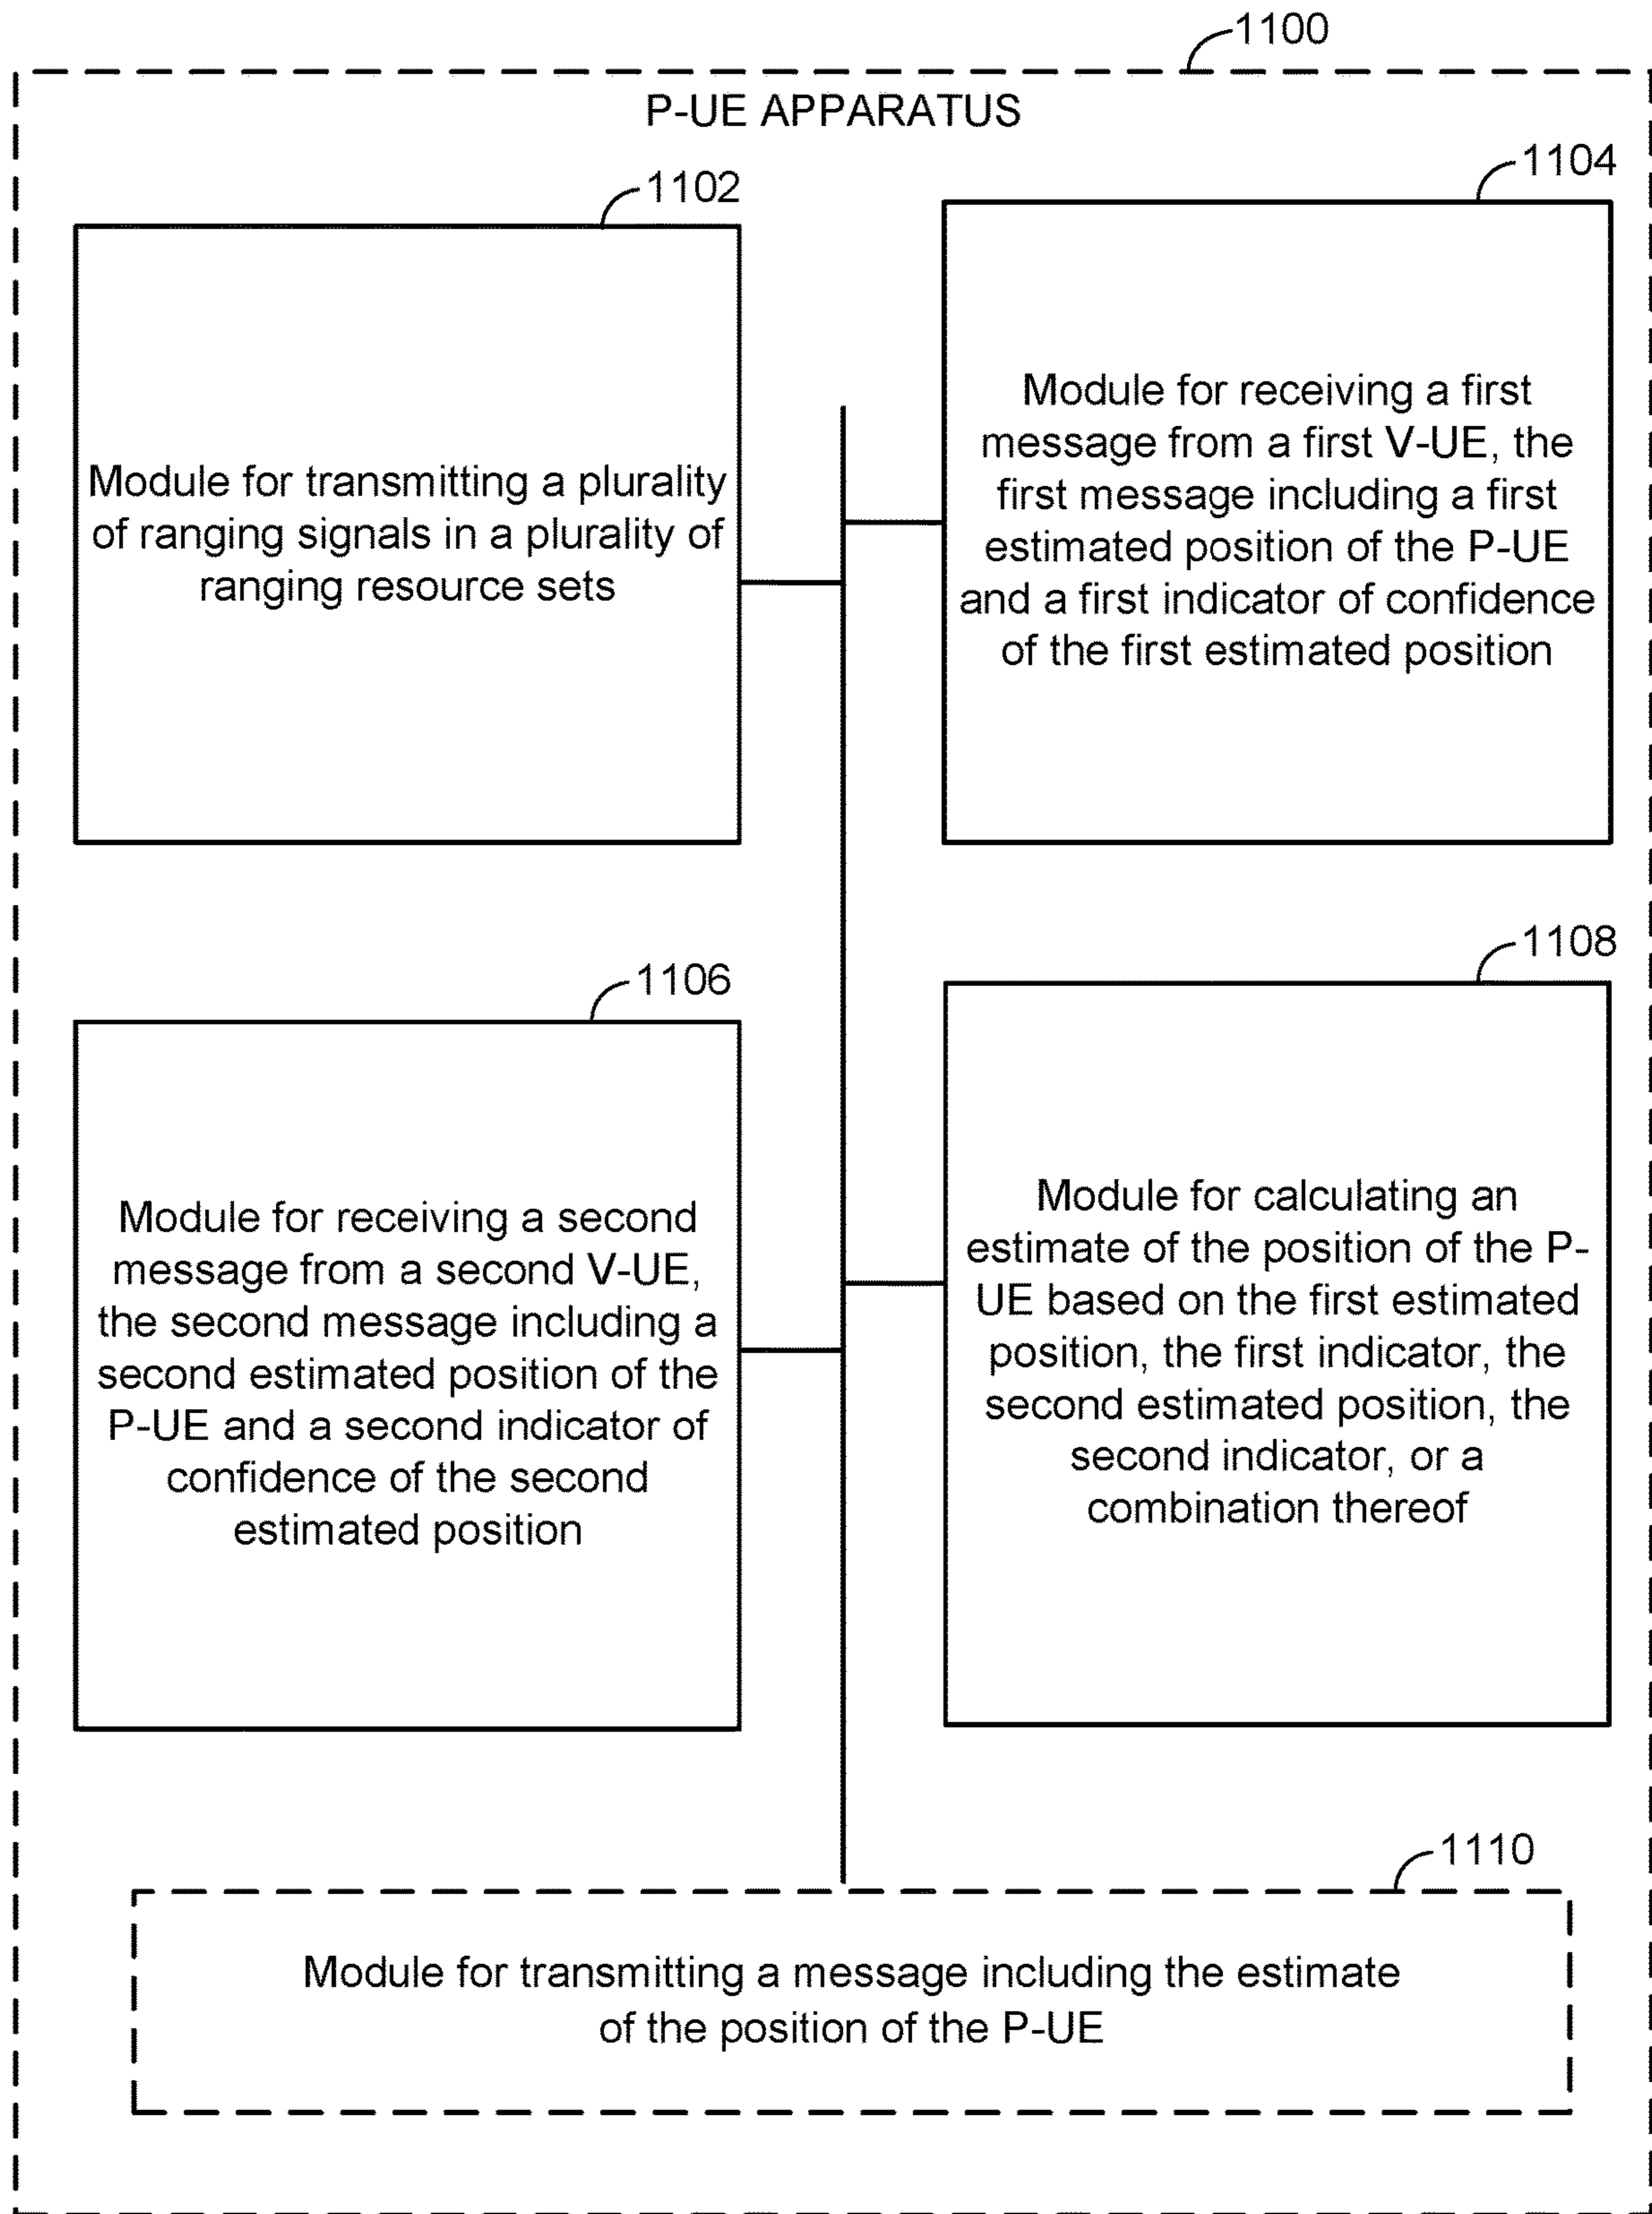 1100
P-UE APPARATUS
1102
Module for transmitting a plurality
of ranging signals in a plurality of
ranging resource sets
1104
Module for receiving a first
message from a first V-UE, the
first message including a first
estimated position of the P-UE
and a first indicator of confidence
of the first estimated position
1106
Module for receiving a second
message from a second V-UE,
the second message including a
second estimated position of the
P-UE and a second indicator of
confidence of the second
estimated position
1108
Module for calculating an
estimate of the position of the P-
UE based on the first estimated
position, the first indicator, the
second estimated position, the
second indicator, or a
combination thereof
1110
Module for transmitting a message including the estimate
of the position of the P-UE